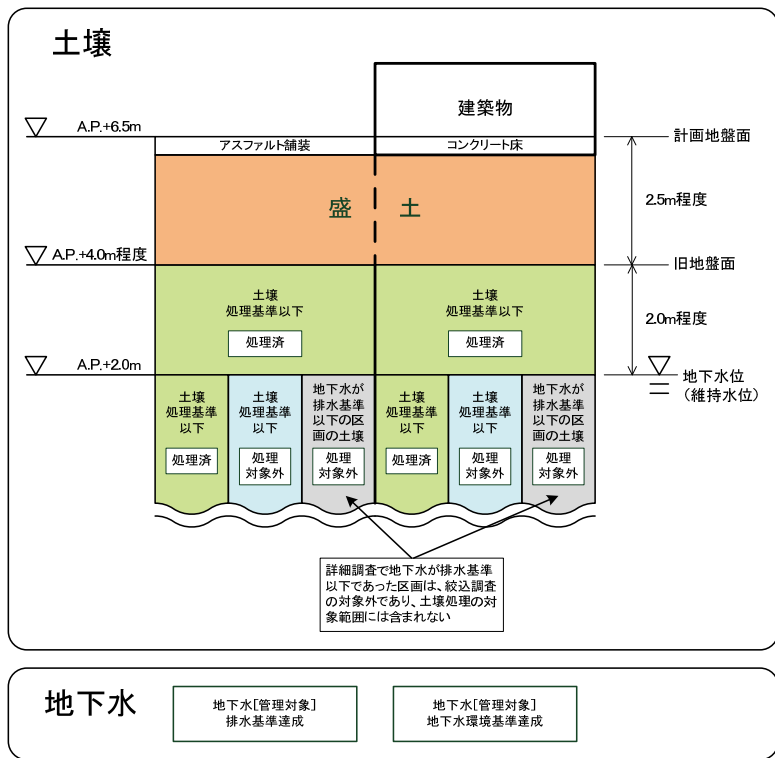 土壌
建築物
A.P.+6.5m
計画地盤面
アスファルト舗装
コンクリート床
盛 土
2.5m程度
A.P.+4.0m程度
旧地盤面
土壌
処理基準以下
処理済
土壌
処理基準以下
処理済
2.0m程度
A.P.+2.0m
地下水位
(維持水位)
土壌
処理基準
以下
処理済
土壌
処理基準
以下
処理
対象外
地下水が
排水基準
以下の区
画の土壌
処理
対象外
土壌
処理基準
以下
処理済
土壌
処理基準
以下
処理
対象外
地下水が
排水基準
以下の区
画の土壌
処理
対象外
詳細調査で地下水が排水基準
以下であった区画は、絞込調査
の対象外であり、土壌処理の対
象範囲には含まれない
地下水
地下水[管理対象]
排水基準達成
地下水[管理対象]
地下水環境基準達成